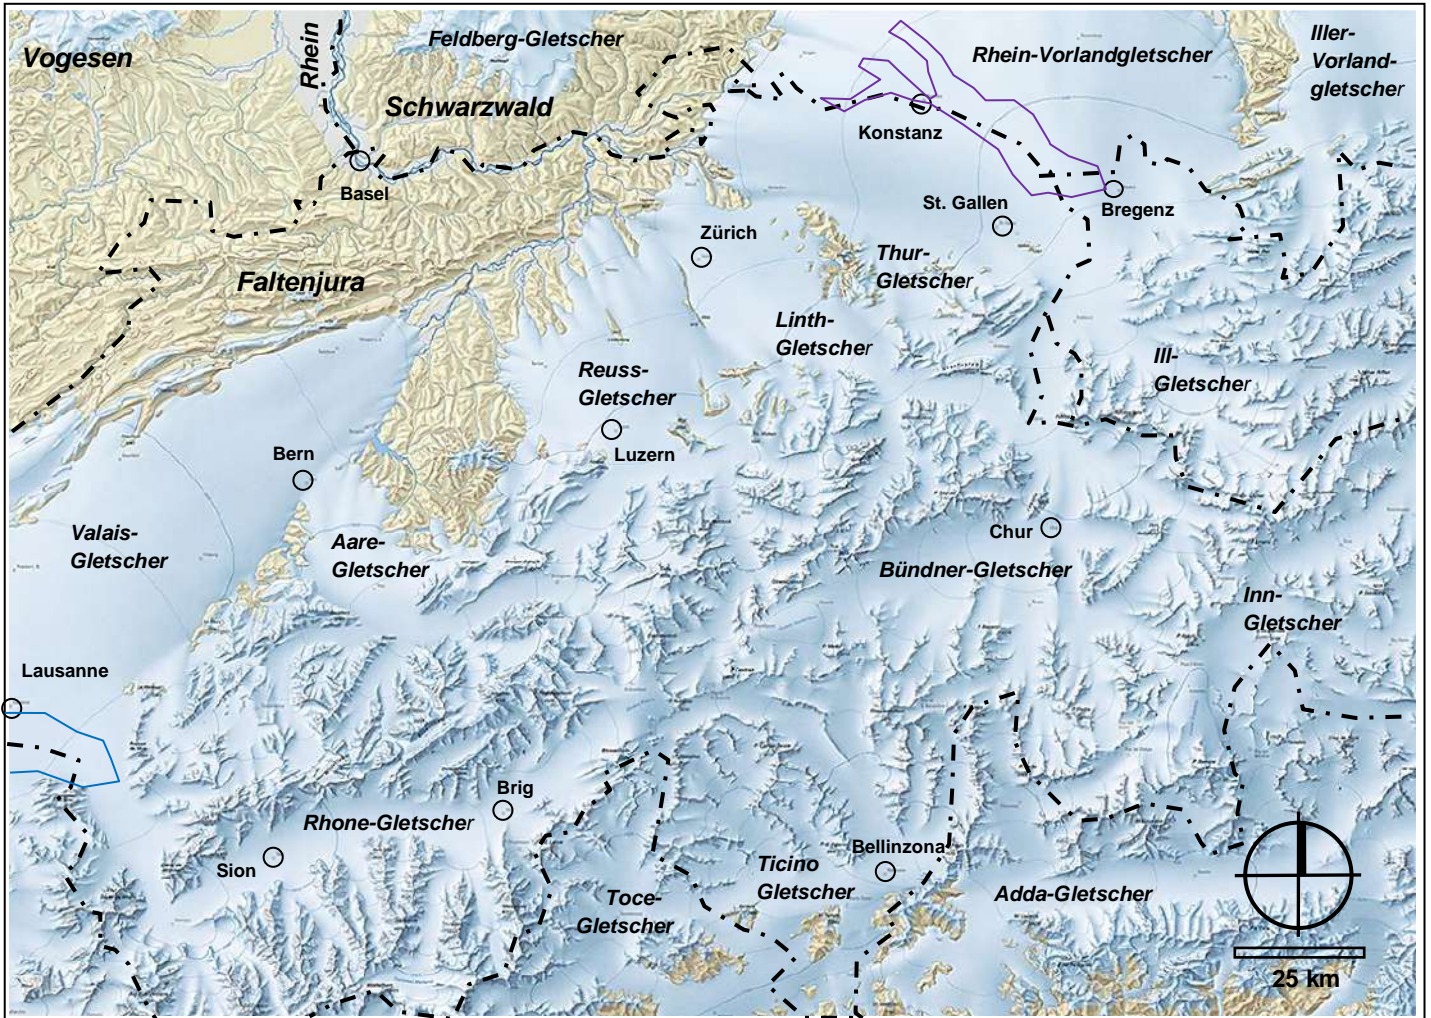 Vogesen
Rhein
Feldberg-Gletscher
Schwarzwald
Rhein-Vorlandgletscher
Iller-
Vorland-
gletscher
Konstanz
Basel
St. Gallen
Bregenz
Zürich
Thur-
Gletscher
Faltenjura
Linth-
Gletscher
Reuss-
Gletscher
Ill-
Gletscher
Luzern
Bern
Valais-
Gletscher
Aare-
Gletscher
Chur
Bündner-Gletscher
Inn-
Gletscher
Lausanne
Brig
Rhone-Gletscher
Sion
Bellinzona
Ticino
Gletscher
Toce-
Gletscher
Adda-Gletscher
25 km